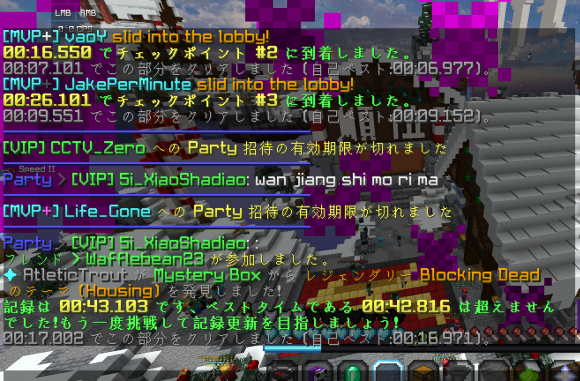 LMB RMB
[MVP+] VaoY slid into the lobby!
00:16.550 でチェックポイント #2 に到着しました。
00:07.101 でこの部分をクリアしました (自己ベスト:00:06.977)。
[MVP+] JakePerMinute slid into the lobby!
00:26.101 でチェックポイント #3 に到着しました。
00:09.551 でこの部分をクリアしました (自己ベスト:00:09.152)。
[VIP] CCTV_Zero への Party 招待の有効期限が切れました
Speed II
Party > [VIP] 5i_XiaoShadiao: wan jiang shi mo ri ma
[MVP+] Life_Gone への Party 招待の有効期限が切れました
Party > [VIP] 5i_XiaoShadiao: :
フレンド > Wafflebean23 が参加しました。
✦ AtleticTrout が Mystery Box から レジェンダリー Blocking Dead
のテーマ (Housing) を発見しました!
記録は 00:43.103 です、ベストタイムである 00:42.816 は超えません
でした!もう一度挑戦して記録更新を目指しましょう!
00:17.002 でこの部分をクリアしました (自己ベスト:00:16.971)。